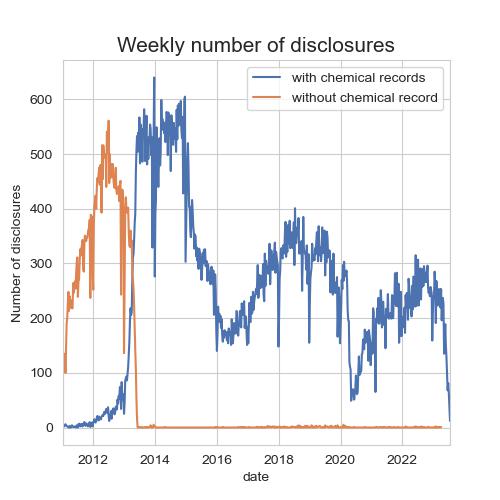 Weekly number of disclosures
with chemical records
without chemical record
600
500
400
300
200
100
0
Number of disclosures
2012 2014 2016 2018 2020 2022
date